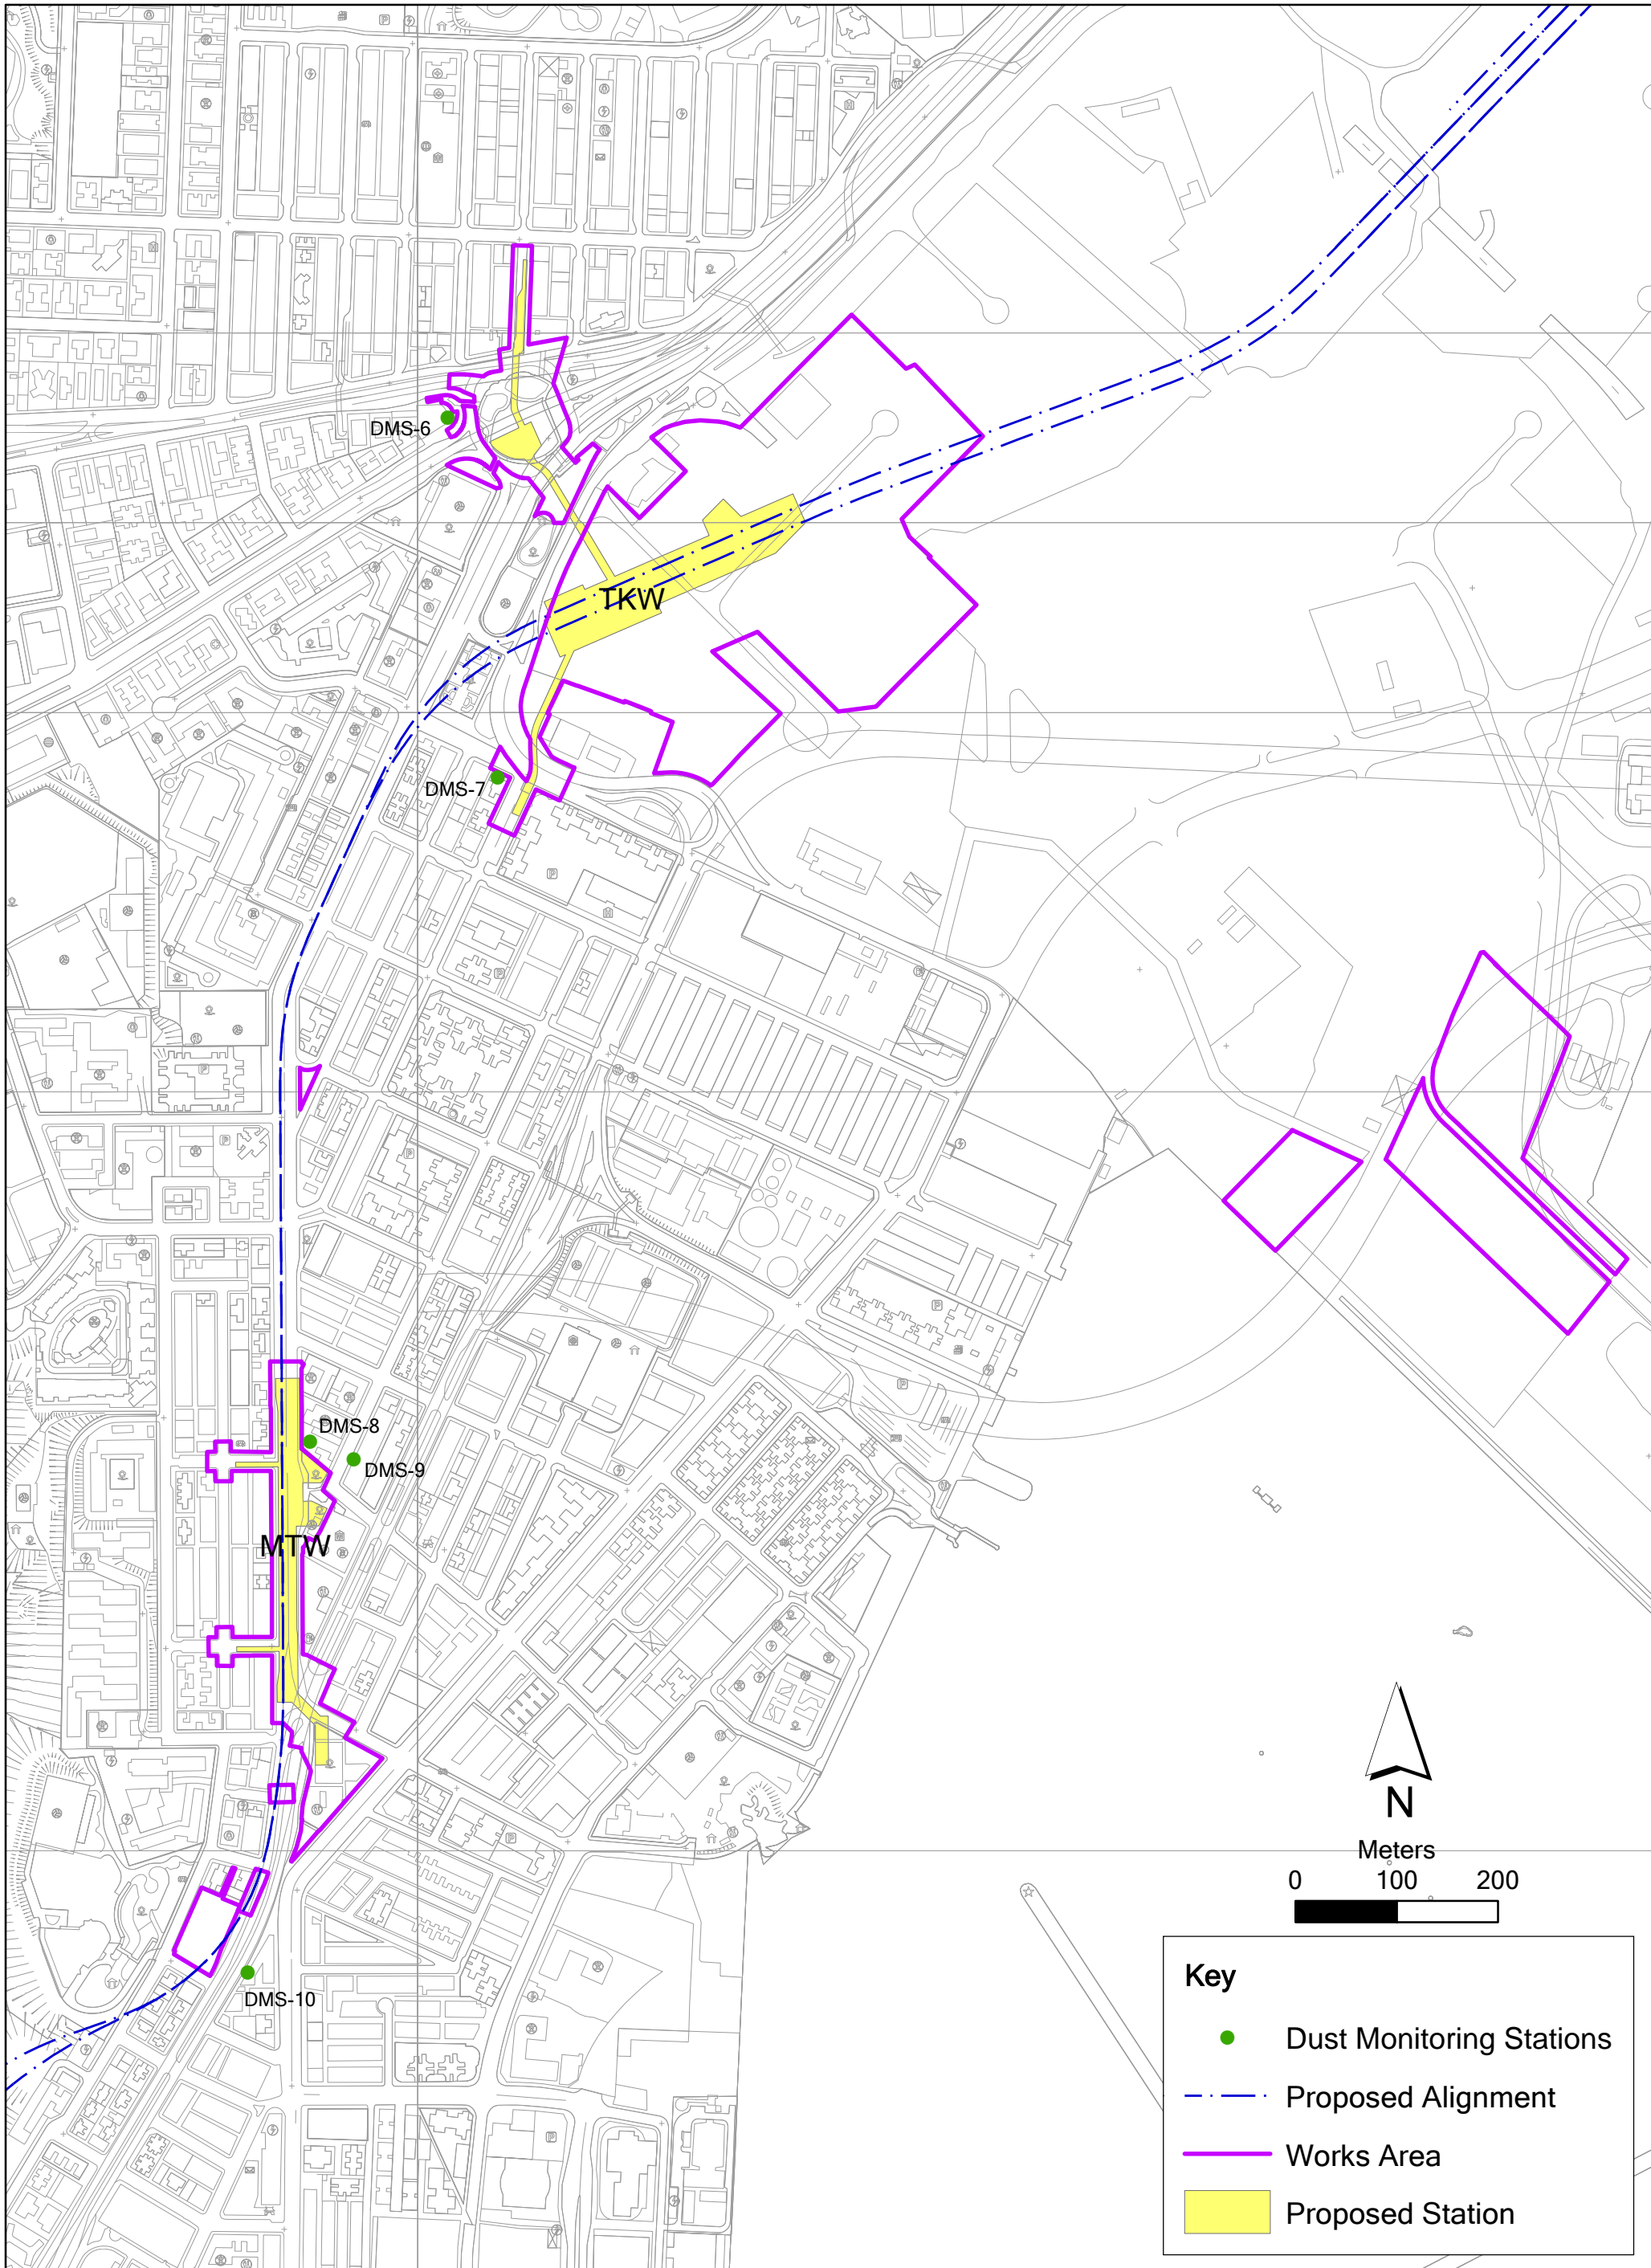 DMS-6
TKW
DMS-7
DMS-8
DMS-9
MTW
DMS-10
N
Meters
0 100 200
Key
Dust Monitoring Stations
Proposed Alignment
Works Area
Proposed Station